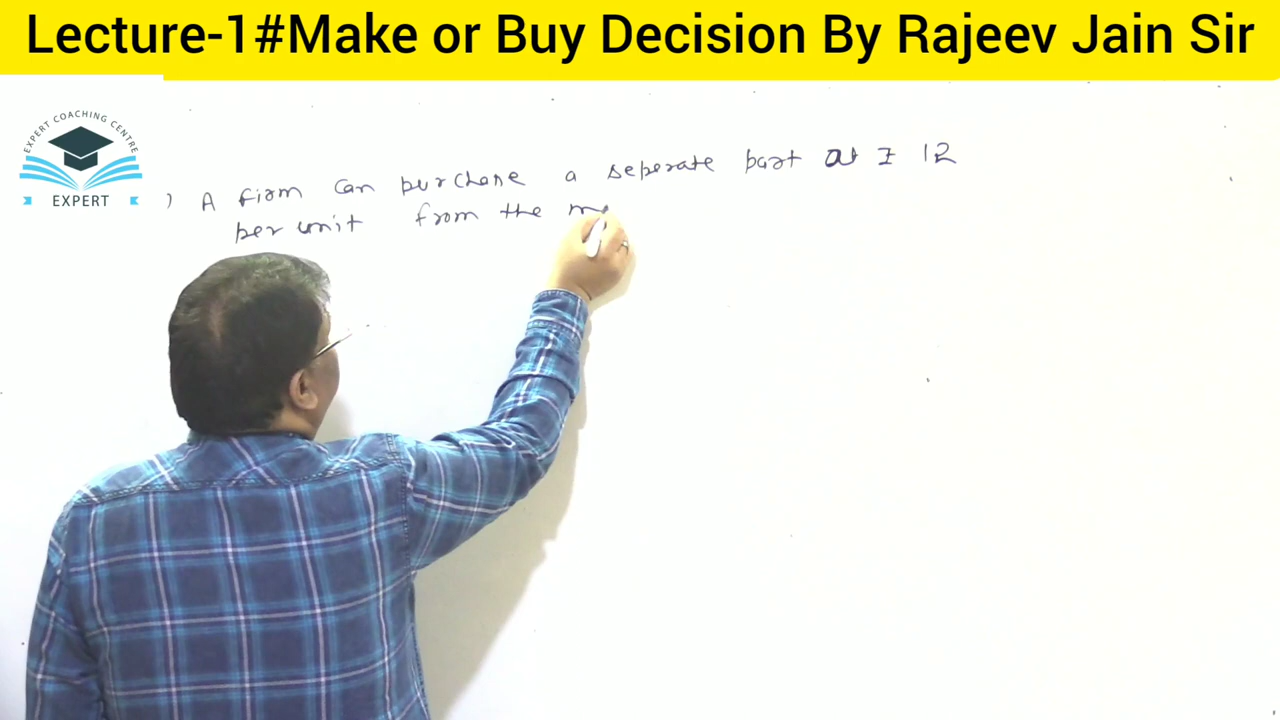 Lecture-1#Make or Buy Decision By Rajeev Jain Sir
EXPERT COACHING CENTRE
EXPERT
) A firm can purchase a seperate part at ₹ 12
per unit from the m